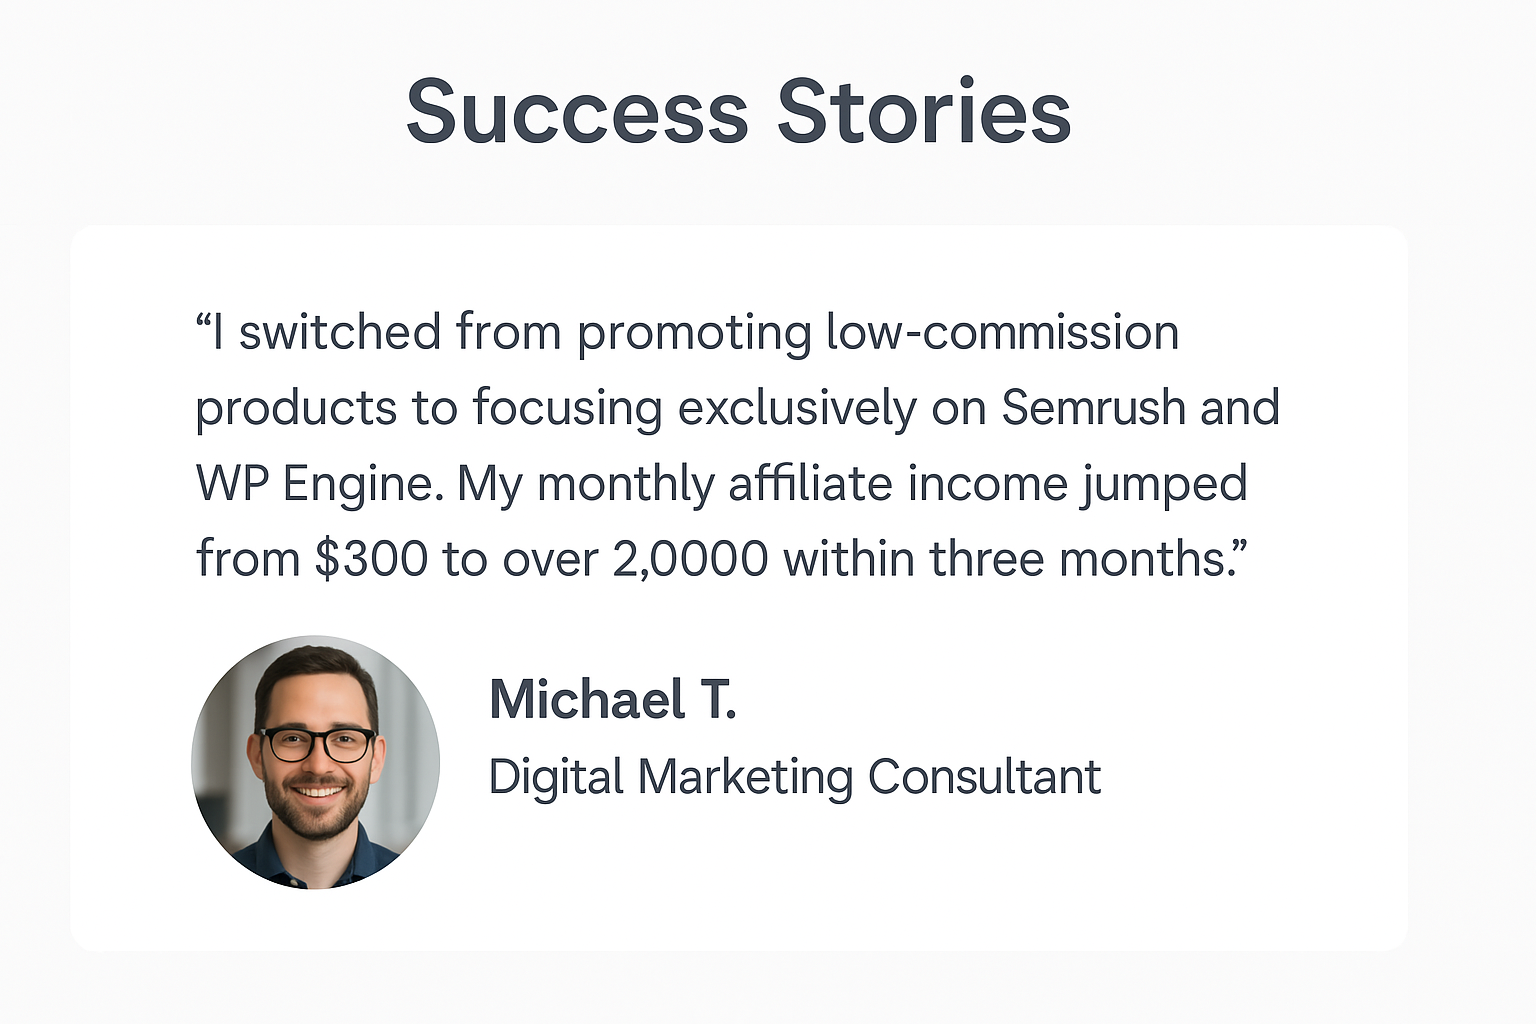 Success Stories
“I switched from promoting low-commission
products to focusing exclusively on Semrush and
WP Engine. My monthly affiliate income jumped
from $300 to over 2,0000 within three months.”
Michael T.
Digital Marketing Consultant